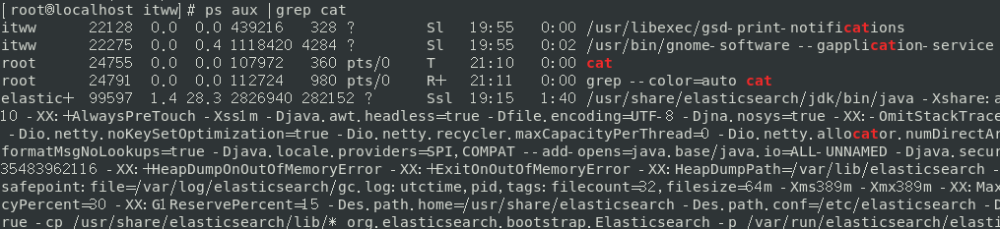 [root@localhost itww]# ps aux |grep cat
itww 22128 0.0 0.0 439216 328 ? Sl 19:55 0:00 /usr/libexec/gsd-print-notifications
itww 22275 0.0 0.4 1118420 4284 ? Sl 19:55 0:02 /usr/bin/gnome-software --gapplication-service
root 24755 0.0 0.0 107972 360 pts/0 T 21:10 0:00 cat
root 24791 0.0 0.0 112724 980 pts/0 R+ 21:11 0:00 grep --color=auto cat
elastic+ 99597 1.4 28.3 2826940 282152 ? Ssl 19:15 1:40 /usr/share/elasticsearch/jdk/bin/java -Xshare:a
10 -XX:+AlwaysPreTouch -Xss1m -Djava.awt.headless=true -Dfile.encoding=UTF-8 -Djna.nosys=true -XX:-OmitStackTrace
-Dio.netty.noKeySetOptimization=true -Dio.netty.recycler.maxCapacityPerThread=0 -Dio.netty.allocator.numDirectAr
formatMsgNoLookups=true -Djava.locale.providers=SPI,COMPAT --add-opens=java.base/java.io=ALL-UNNAMED -Djava.secur
35483962116 -XX:+HeapDumpOnOutOfMemoryError -XX:+ExitOnOutOfMemoryError -XX:HeapDumpPath=/var/lib/elasticsearch -
safepoint:file=/var/log/elasticsearch/gc.log:utctime,pid,tags:filecount=32,filesize=64m -Xms389m -Xmx389m -XX:Max
cyPercent=30 -XX:G1ReservePercent=15 -Des.path.home=/usr/share/elasticsearch -Des.path.conf=/etc/elasticsearch -D
rue -cp /usr/share/elasticsearch/lib/* org.elasticsearch.bootstrap.Elasticsearch -p /var/run/elasticsearch/elasti